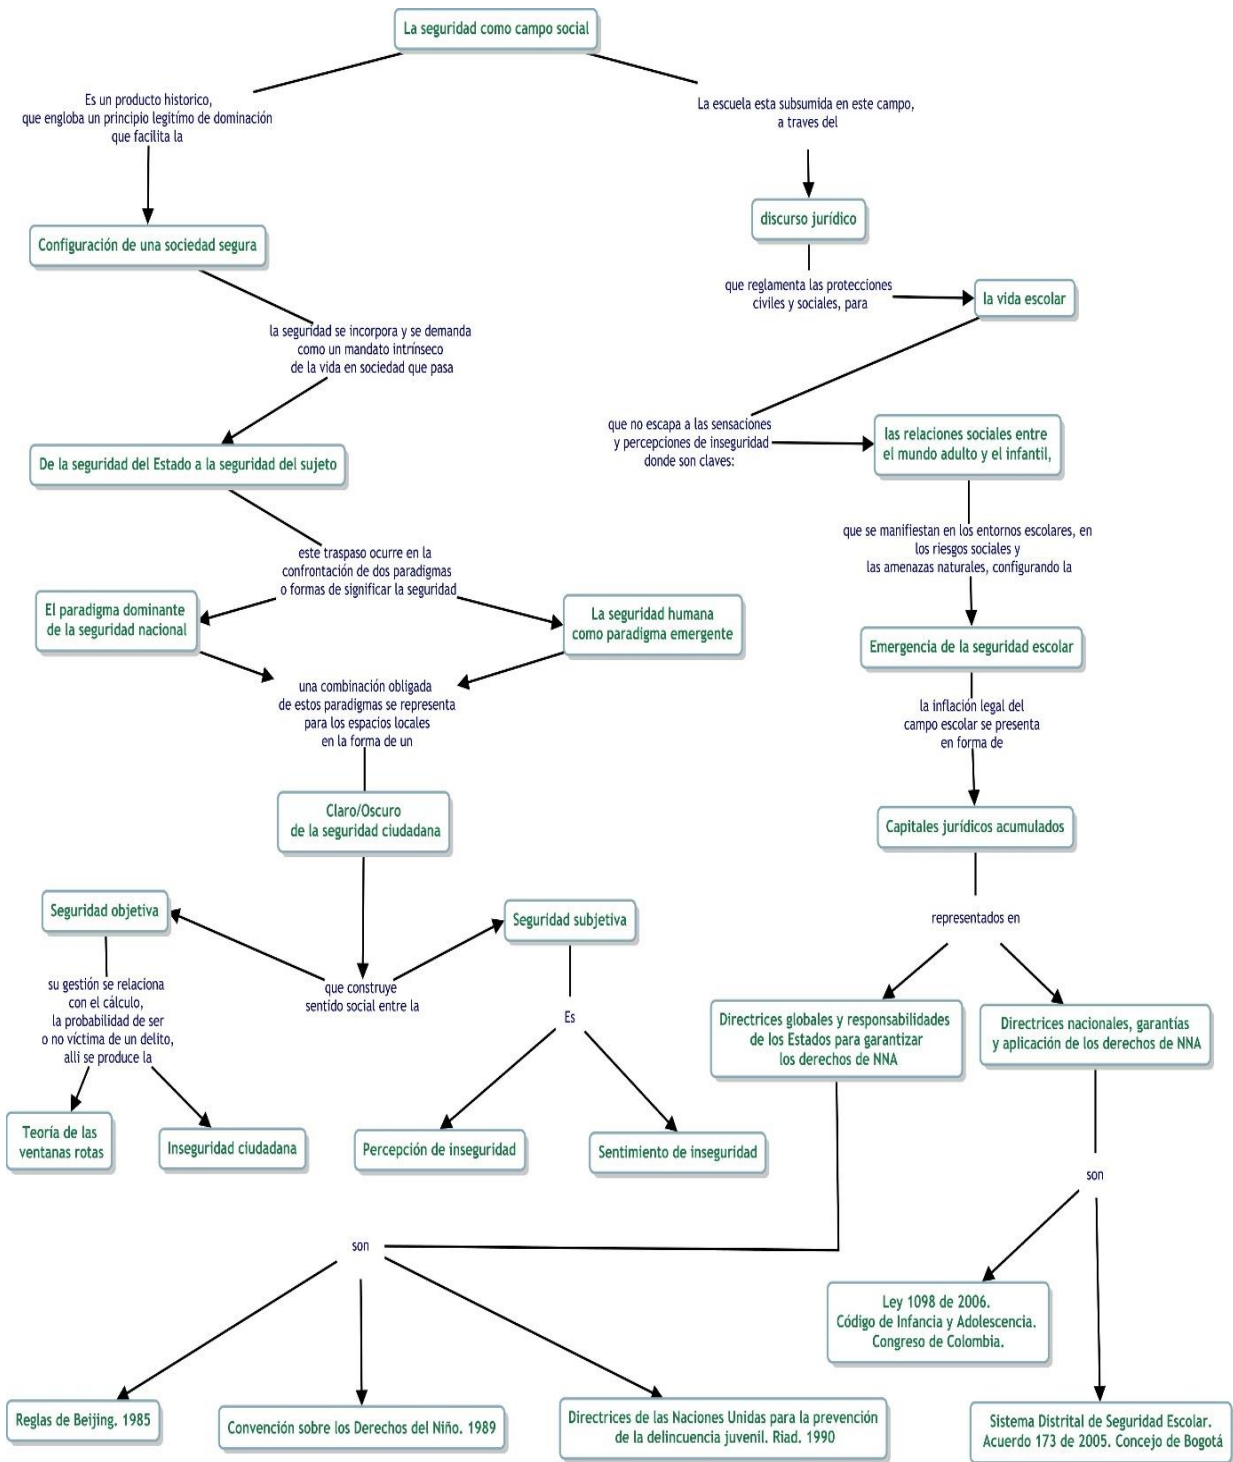 La seguridad como campo social
Es un producto historico,
que engloba un principio legitímo de dominación
que facilita la
La escuela esta subsumida en este campo,
a traves del
discurso jurídico
Configuración de una sociedad segura
que reglamenta las protecciones
civiles y sociales, para
la vida escolar
la seguridad se incorpora y se demanda
como un mandato intrínseco
de la vida en sociedad que pasa
que no escapa a las sensaciones
y percepciones de inseguridad
donde son claves:
las relaciones sociales entre
el mundo adulto y el infantil,
De la seguridad del Estado a la seguridad del sujeto
este traspaso ocurre en la
confrontación de dos paradigmas
o formas de significar la seguridad
que se manifiestan en los entornos escolares, en
los riesgos sociales y
las amenazas naturales, configurando la
El paradigma dominante
de la seguridad nacional
La seguridad humana
como paradigma emergente
Emergencia de la seguridad escolar
una combinación obligada
de estos paradigmas se representa
para los espacios locales
en la forma de un
la inflación legal del
campo escolar se presenta
en forma de
Claro/Oscuro
de la seguridad ciudadana
Capitales jurídicos acumulados
Seguridad objetiva
Seguridad subjetiva
representados en
su gestión se relaciona
con el cálculo,
la probabilidad de ser
o no víctima de un delito,
alli se produce la
que construye
sentido social entre la
Es
Directrices globales y responsabilidades
de los Estados para garantizar
los derechos de NNA
Directrices nacionales, garantías
y aplicación de los derechos de NNA
Teoría de las
ventanas rotas
Inseguridad ciudadana
Percepción de inseguridad
Sentimiento de inseguridad
son
son
Ley 1098 de 2006.
Código de Infancia y Adolescencia.
Congreso de Colombia.
Reglas de Beijing. 1985
Convención sobre los Derechos del Niño. 1989
Directrices de las Naciones Unidas para la prevención
de la delincuencia juvenil. Riad. 1990
Sistema Distrital de Seguridad Escolar.
Acuerdo 173 de 2005. Concejo de Bogotá